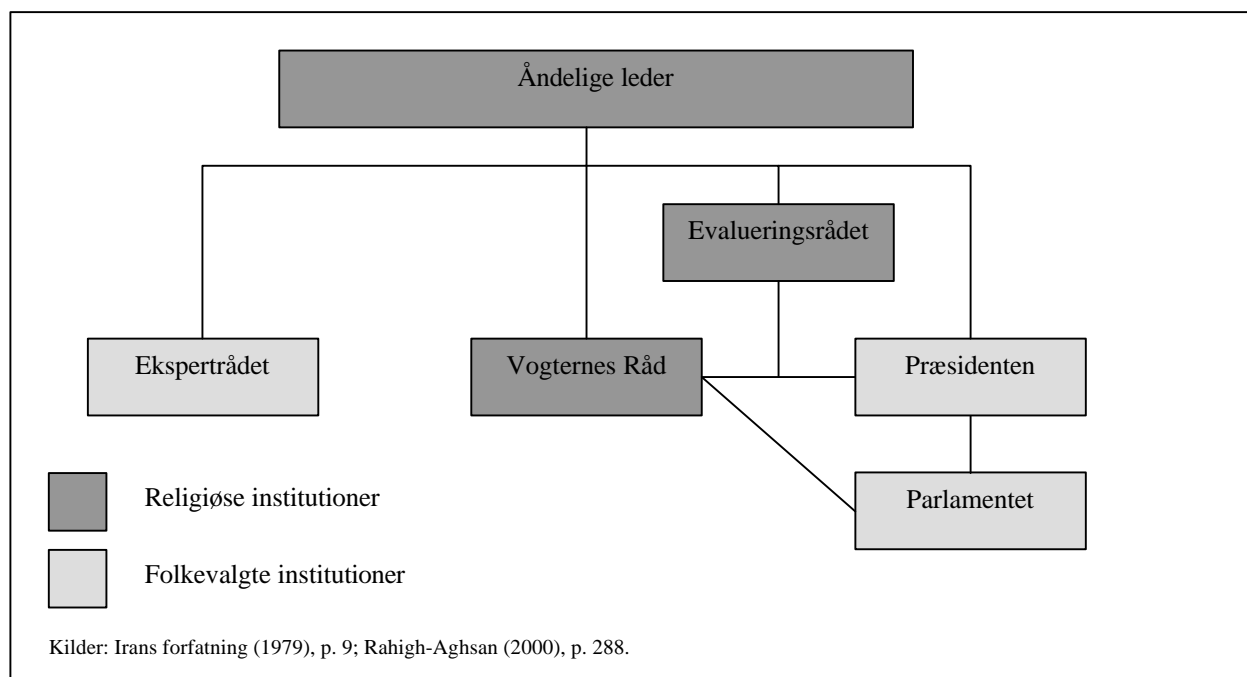 Åndelige leder
Evalueringsrådet
Ekspertrådet
Vogternes Råd
Præsidenten
Parlamentet
Religiøse institutioner
Folkevalgte institutioner
Kilder: Irans forfatning (1979), p. 9; Rahigh-Aghsan (2000), p. 288.